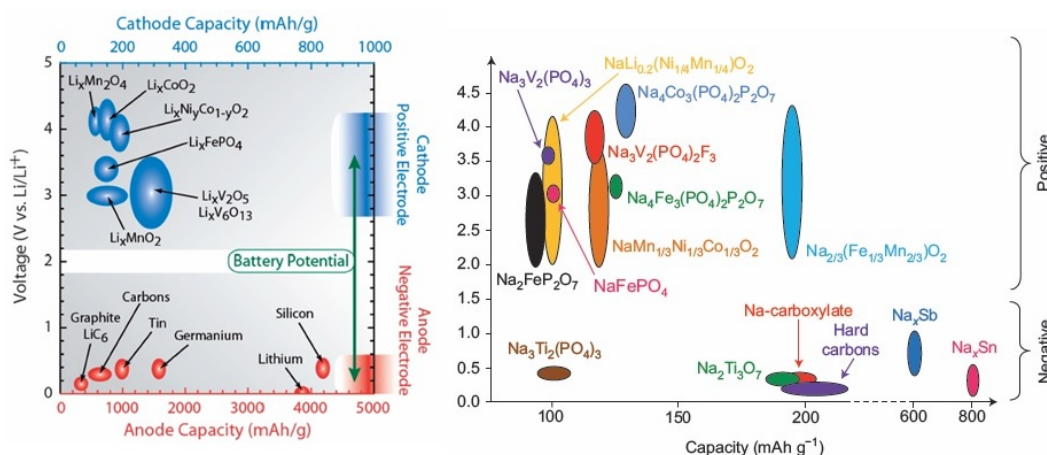 Cathode Capacity (mAh/g)
0 200 400 600 800 1000
5
4
3
2
1
0
Voltage (V vs. Li/Li⁺)
LiₓMn₂O₄
LiₓCoO₂
LiₓNiyCo1-yO₂
LiₓFePO₄
LiₓV₂O₅
LiₓV₆O₁₃
LiₓMnO₂
Battery Potential
Carbons
Graphite
LiC₆
Tin
Germanium
Silicon
Lithium
0 1000 2000 3000 4000 5000
Anode Capacity (mAh/g)
Cathode
Positive Electrode
Anode
Negative Electrode
4.5
4.0
3.5
3.0
2.5
2.0
1.5
1.0
0.5
0.0
NaLi₀.₂(Ni₁/₄Mn₁/₄)O₂
Na₃V₂(PO₄)₃
Na₄Co₃(PO₄)₂P₂O₇
Na₃V₂(PO₄)₂F₃
Na₄Fe₃(PO₄)₂P₂O₇
NaMn₁/₃Ni₁/₃Co₁/₃O₂
Na₂/₃(Fe₁/₃Mn₂/₃)O₂
Na₂FeP₂O₇
NaFePO₄
Na-carboxylate
Hard
carbons
NaₓSb
NaₓSn
Na₃Ti₂(PO₄)₃
Na₂Ti₃O₇
100 150 200 600 800
Capacity (mAh g⁻¹)
Positive
Negative